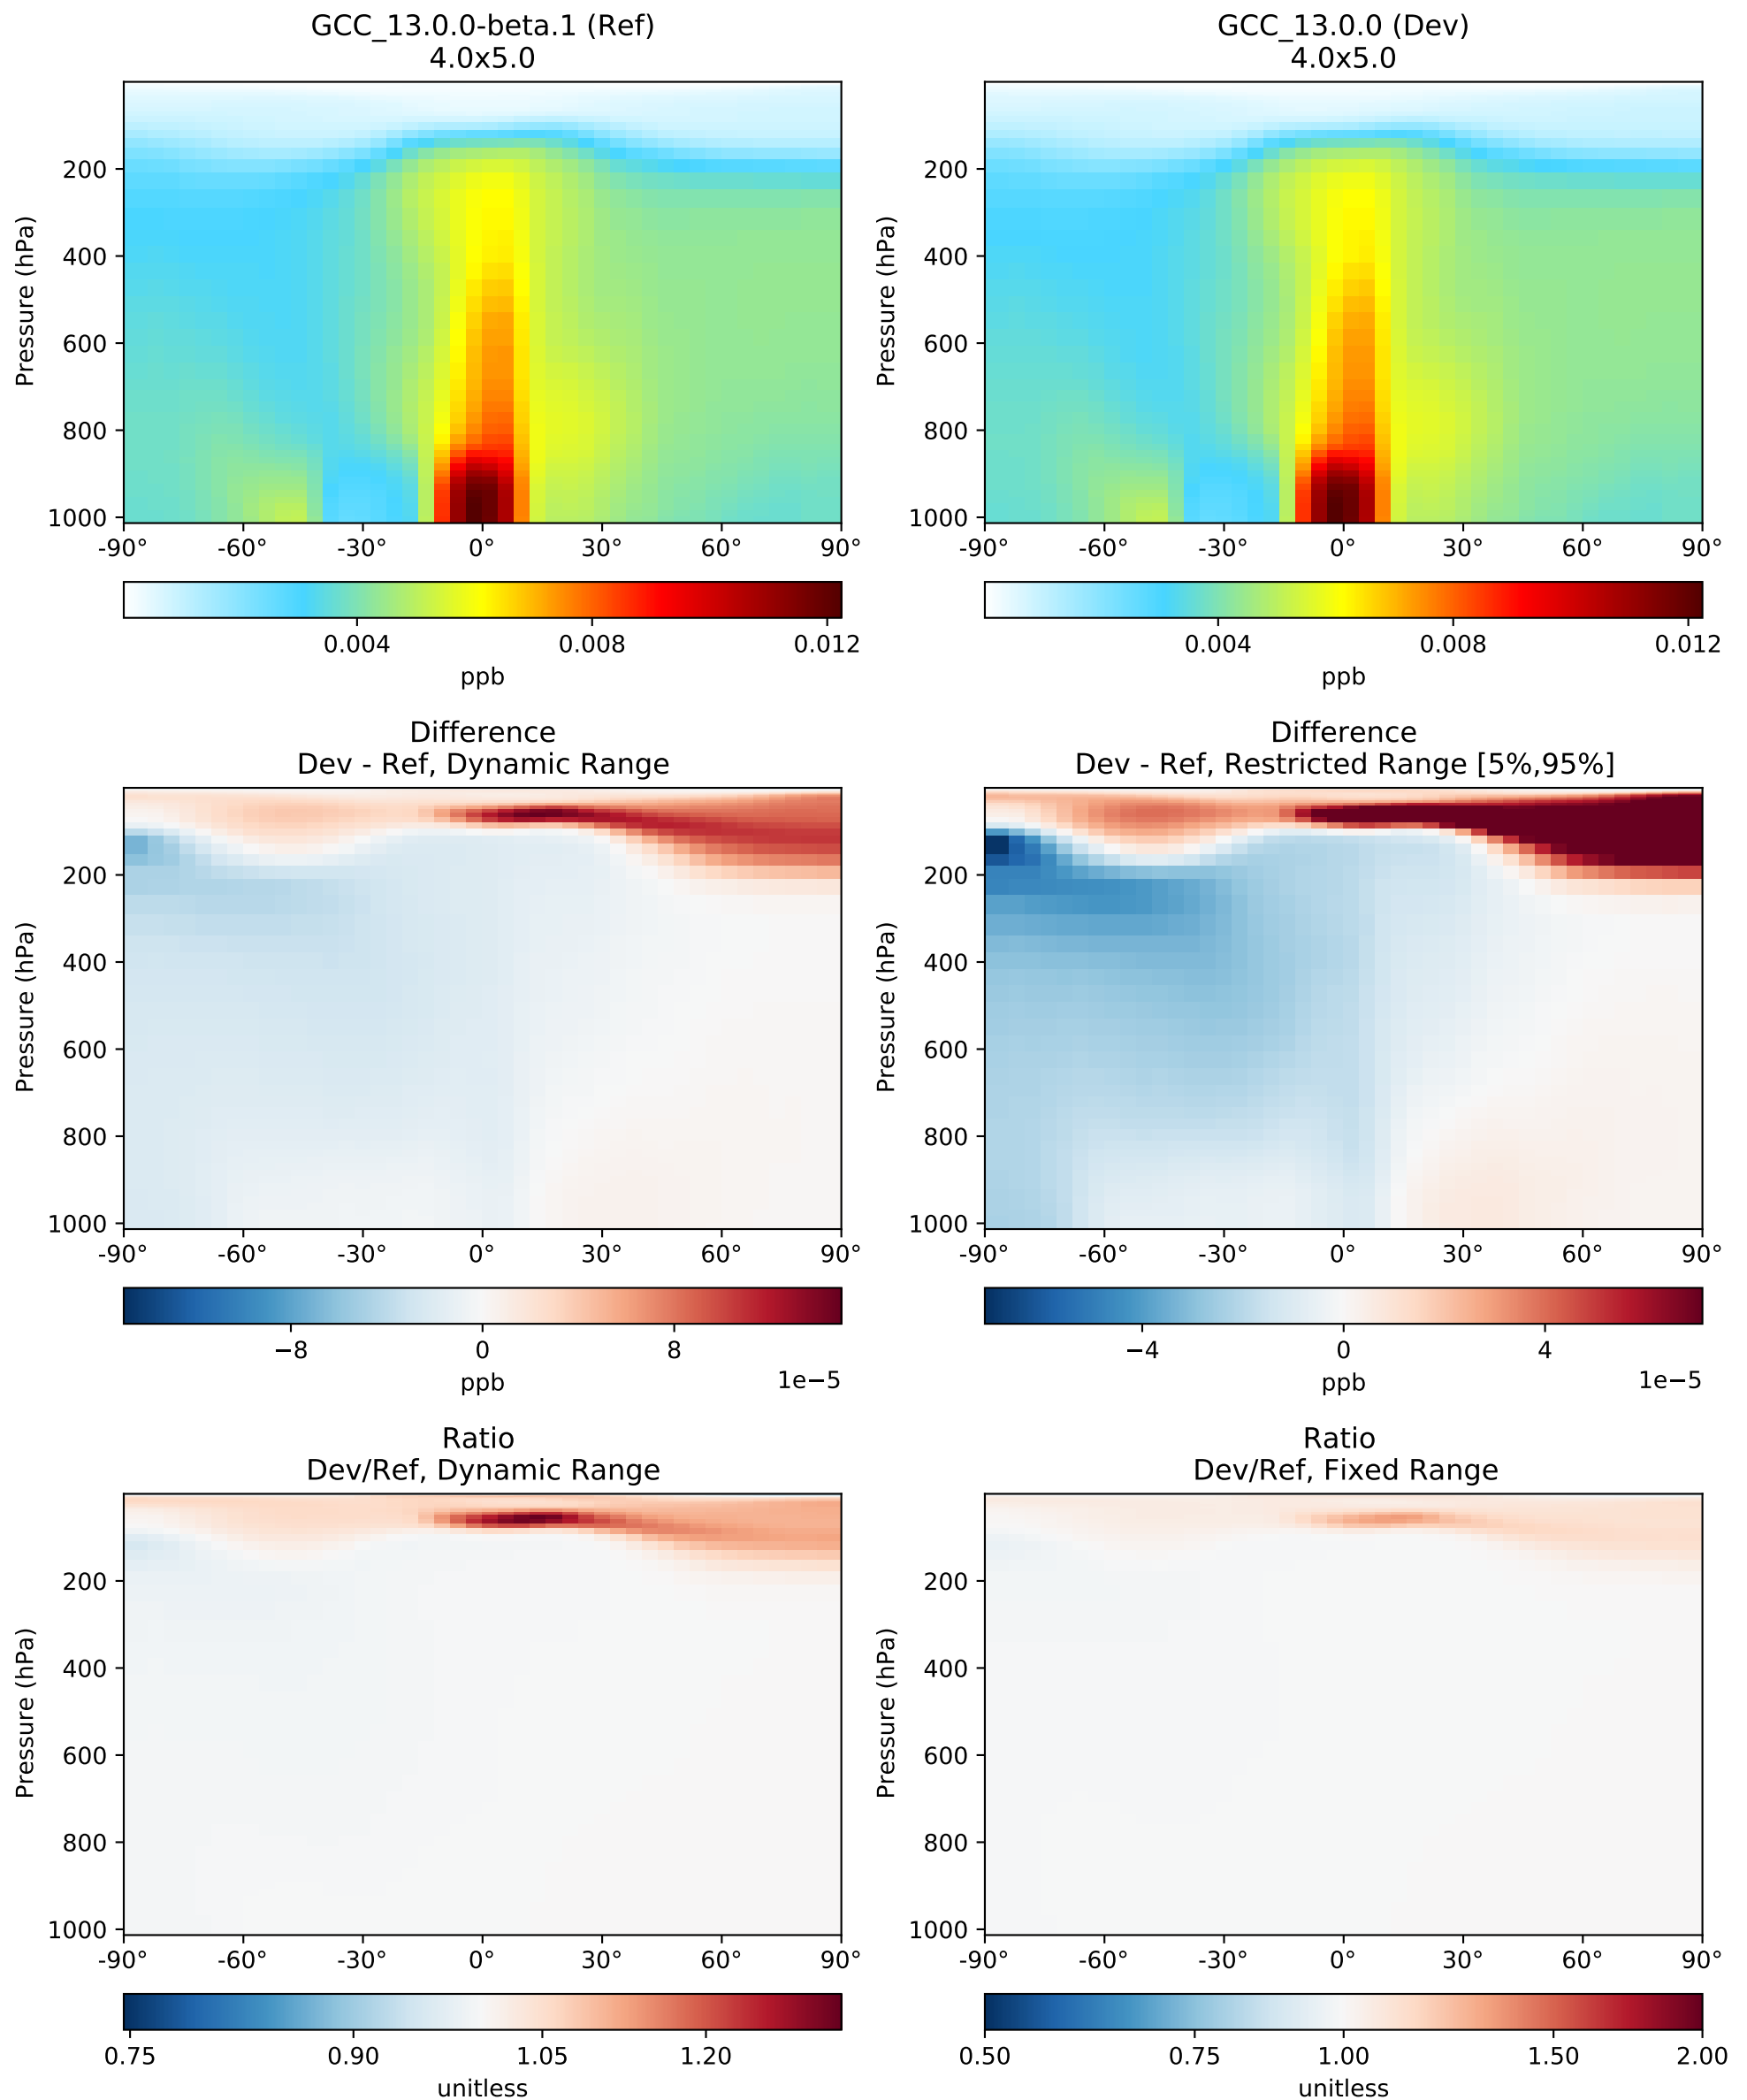 GCC_13.0.0-beta.1 (Ref)
4.0x5.0
GCC_13.0.0 (Dev)
4.0x5.0
Pressure (hPa)
200
400
600
800
1000
-90° -60° -30° 0° 30° 60° 90°
0.004 0.008 0.012
ppb
Pressure (hPa)
200
400
600
800
1000
-90° -60° -30° 0° 30° 60° 90°
0.004 0.008 0.012
ppb
Difference
Dev - Ref, Dynamic Range
Pressure (hPa)
200
400
600
800
1000
-90° -60° -30° 0° 30° 60° 90°
−8 0 8
ppb 1e−5
Difference
Dev - Ref, Restricted Range [5%,95%]
Pressure (hPa)
200
400
600
800
1000
-90° -60° -30° 0° 30° 60° 90°
−4 0 4
ppb 1e−5
Ratio
Dev/Ref, Dynamic Range
Pressure (hPa)
200
400
600
800
1000
-90° -60° -30° 0° 30° 60° 90°
0.75 0.90 1.05 1.20
unitless
Ratio
Dev/Ref, Fixed Range
Pressure (hPa)
200
400
600
800
1000
-90° -60° -30° 0° 30° 60° 90°
0.50 0.75 1.00 1.50 2.00
unitless